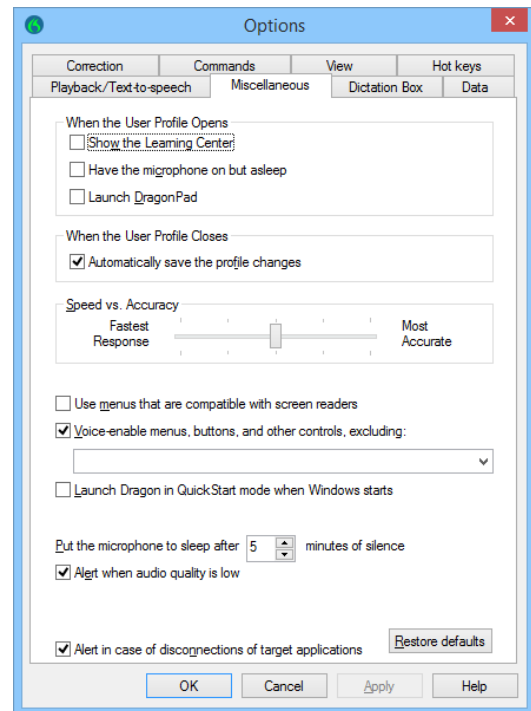 Options
Correction Commands View Hot keys
Playback/Text-to-speech Miscellaneous Dictation Box Data
When the User Profile Opens
Show the Learning Center
Have the microphone on but asleep
Launch DragonPad
When the User Profile Closes
Automatically save the profile changes
Speed vs. Accuracy
Fastest Response Most Accurate
Use menus that are compatible with screen readers
Voice-enable menus, buttons, and other controls, excluding:
Launch Dragon in QuickStart mode when Windows starts
Put the microphone to sleep after 5 minutes of silence
Alert when audio quality is low
Alert in case of disconnections of target applications Restore defaults
OK Cancel Apply Help